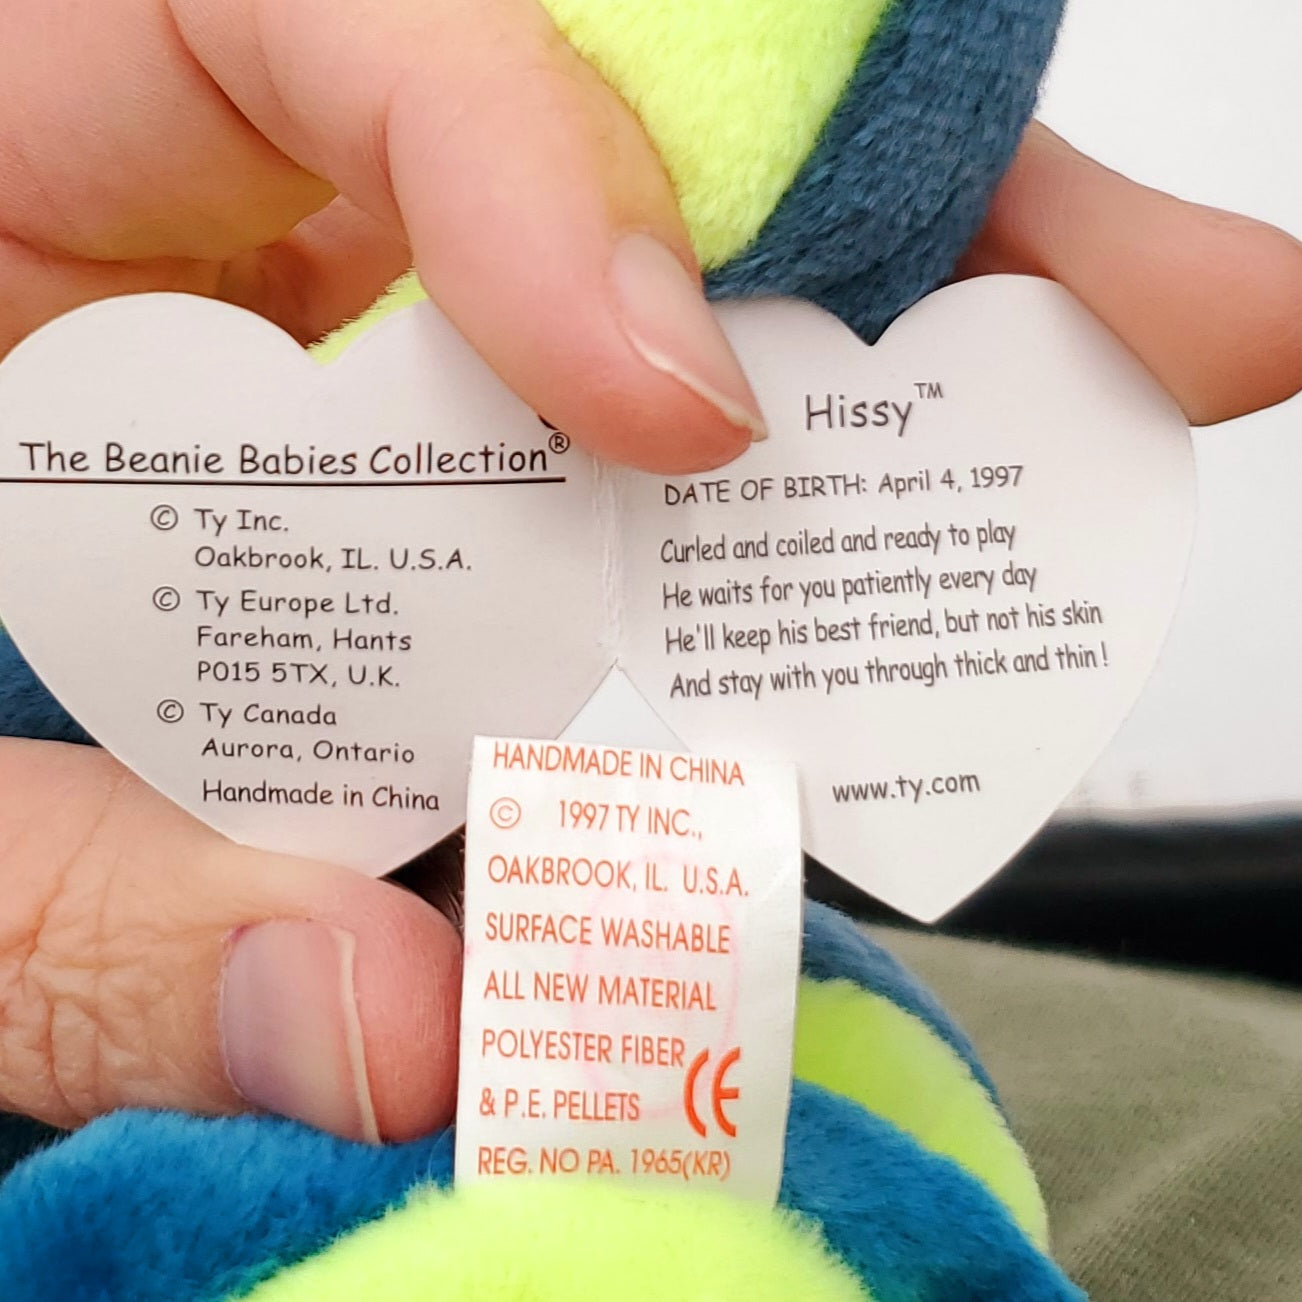 The Beanie Babies Collection®
© Ty Inc.
Oakbrook, IL. U.S.A.
© Ty Europe Ltd.
Fareham, Hants
PO15 5TX, U.K.
© Ty Canada
Aurora, Ontario
Handmade in China
Hissy™
DATE OF BIRTH: April 4, 1997
Curled and coiled and ready to play
He waits for you patiently every day
He'll keep his best friend, but not his skin
And stay with you through thick and thin!
www.ty.com
HANDMADE IN CHINA
© 1997 TY INC.,
OAKBROOK, IL. U.S.A.
SURFACE WASHABLE
ALL NEW MATERIAL
POLYESTER FIBER
& P.E. PELLETS
CE
REG. NO PA. 1965(KR)